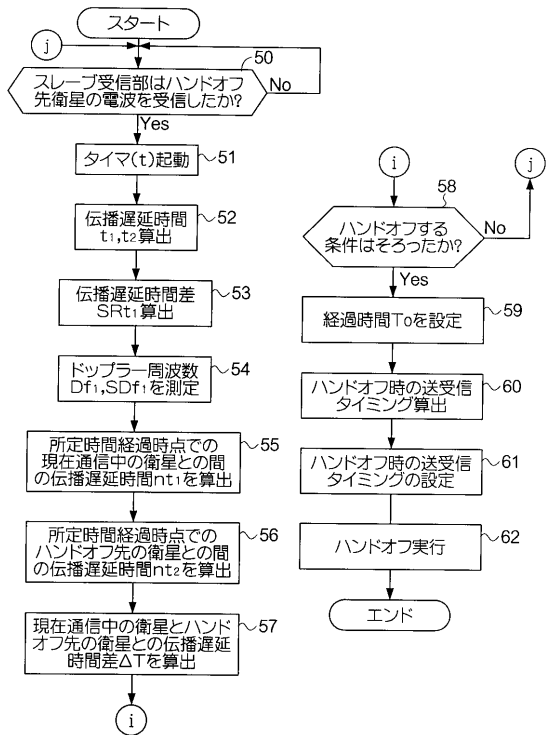 スタート
j
50
スレーブ受信部はハンドオフ
先衛星の電波を受信したか?
No
Yes
タイマ(t)起動
51
伝播遅延時間
t1,t2算出
52
伝播遅延時間差
SRt1算出
53
ドップラー周波数
Df1,SDf1を測定
54
所定時間経過時点での
現在通信中の衛星との間
の伝播遅延時間nt1を算出
55
所定時間経過時点での
ハンドオフ先の衛星との間
の伝播遅延時間nt2を算出
56
現在通信中の衛星とハンド
オフ先の衛星との伝播遅延
時間差ΔTを算出
57
i
i
j
58
ハンドオフする
条件はそろったか?
No
Yes
経過時間T0を設定
59
ハンドオフ時の送受信
タイミング算出
60
ハンドオフ時の送受信
タイミングの設定
61
ハンドオフ実行
62
エンド